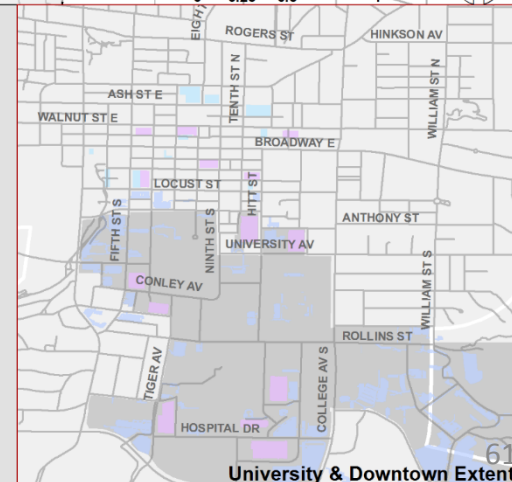 EIGH
ROGERS ST
HINKSON AV
TENTH ST N
WILLIAM ST N
ASH ST E
WALNUT ST E
BROADWAY E
LOCUST ST
HITT ST
ANTHONY ST
FIFTH ST S
NINTH ST S
UNIVERSITY AV
CONLEY AV
WILLIAM ST S
ROLLINS ST
TIGER AV
COLLEGE AV S
HOSPITAL DR
61
University & Downtown Extent